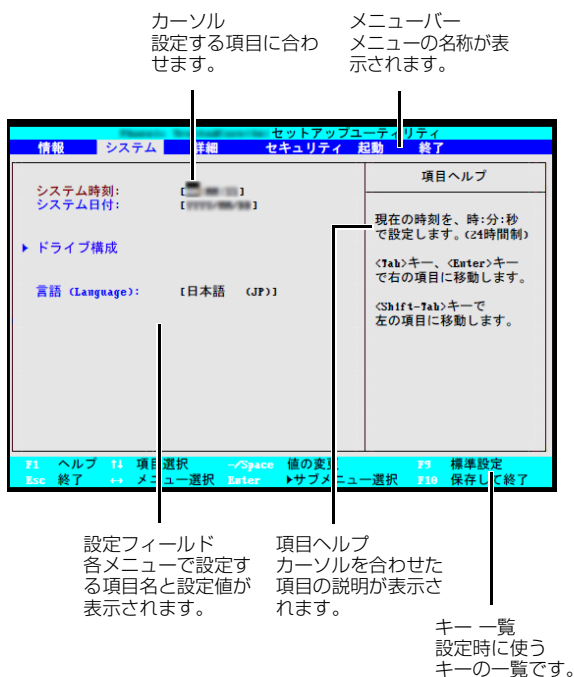 カーソル
設定する項目に合わ
せます。
メニューバー
メニューの名称が表
示されます。
セットアップユーティリティ
情報 システム 詳細 セキュリティ 起動 終了
システム時刻:
システム日付:
▶ ドライブ構成
言語 (Language): [日本語 (JP)]
項目ヘルプ
現在の時刻を、時:分:秒
で設定します。(24時間制)
<Tab>キー、<Enter>キー
で右の項目に移動します。
<Shift-Tab>キーで
左の項目に移動します。
F1 ヘルプ ↑↓ 項目選択 -/Space 値の変更 F9 標準設定
Esc 終了 ↔ メニュー選択 Enter ▶サブメニュー選択 F10 保存して終了
設定フィールド
各メニューで設定す
る項目名と設定値が
表示されます。
項目ヘルプ
カーソルを合わせた
項目の説明が表示さ
れます。
キー 一覧
設定時に使う
キーの一覧です。